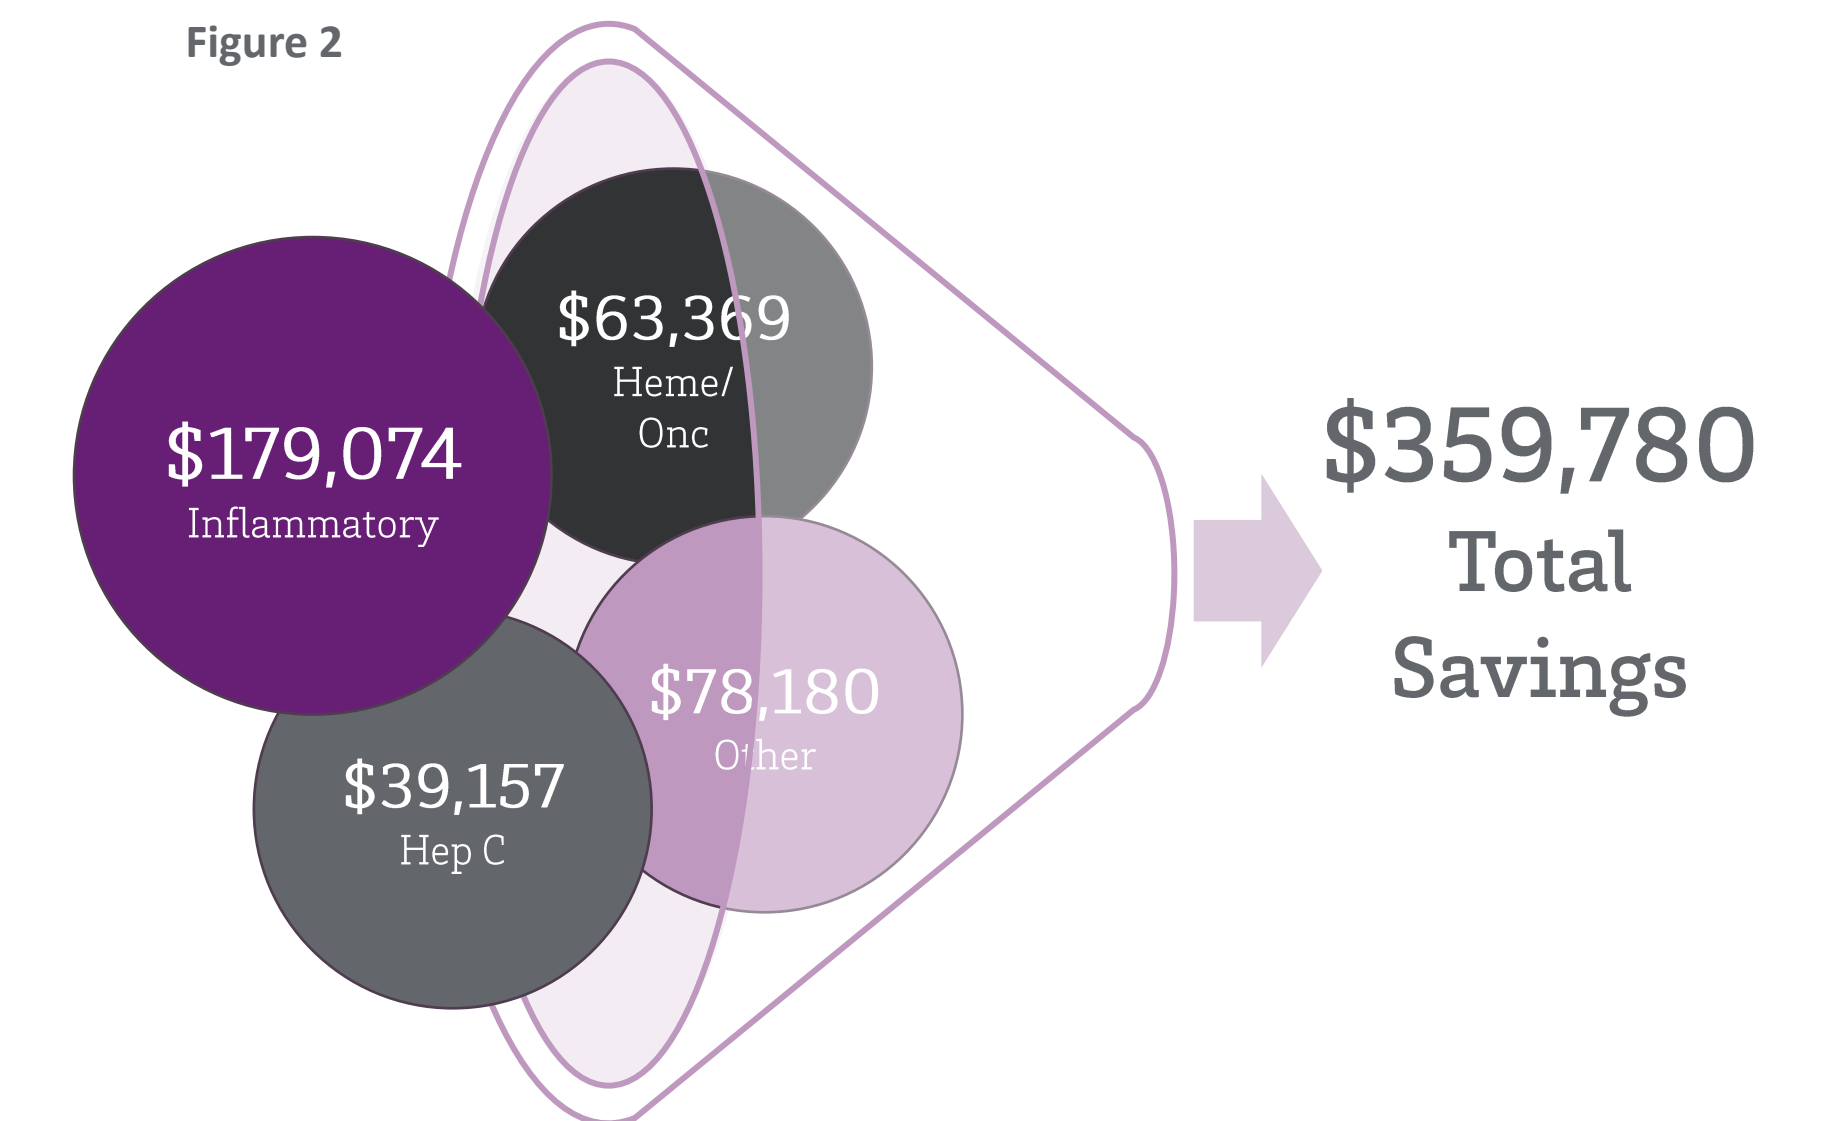 Figure 2
$63,369
Heme/
Onc
$179,074
Inflammatory
$78,180
Other
$39,157
Hep C
$359,780
Total
Savings